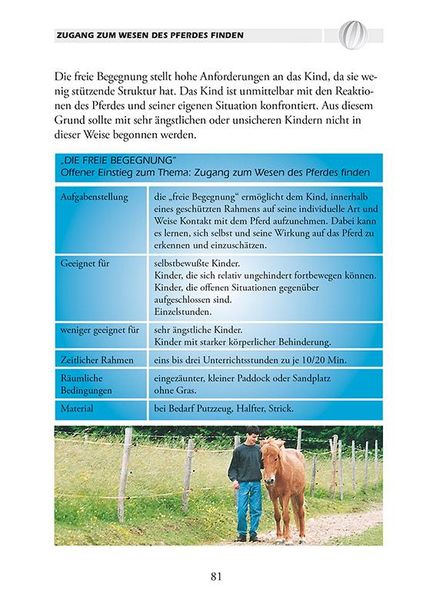 ZUGANG ZUM WESEN DES PFERDES FINDEN
Die freie Begegnung stellt hohe Anforderungen an das Kind, da sie we-
nig stützende Struktur hat. Das Kind ist unmittelbar mit den Reaktio-
nen des Pferdes und seiner eigenen Situation konfrontiert. Aus diesem
Grund sollte mit sehr ängstlichen oder unsicheren Kindern nicht in
dieser Weise begonnen werden.
„DIE FREIE BEGEGNUNG"
Offener Einstieg zum Thema: Zugang zum Wesen des Pferdes finden
Aufgabenstellung
die „freie Begegnung" ermöglicht dem Kind, innerhalb
eines geschützten Rahmens auf seine individuelle Art und
Weise Kontakt mit dem Pferd aufzunehmen. Dabei kann
es lernen, sich selbst und seine Wirkung auf das Pferd zu
erkennen und einzuschätzen.
Geeignet für
selbstbewußte Kinder.
Kinder, die sich relativ ungehindert fortbewegen können.
Kinder, die offenen Situationen gegenüber
aufgeschlossen sind.
Einzelstunden.
weniger geeignet für
sehr ängstliche Kinder.
Kinder mit starker körperlicher Behinderung.
Zeitlicher Rahmen
eins bis drei Unterrichtsstunden zu je 10/20 Min.
Räumliche
Bedingungen
eingezäunter, kleiner Paddock oder Sandplatz
ohne Gras.
Material
bei Bedarf Putzzeug, Halfter, Strick.
81